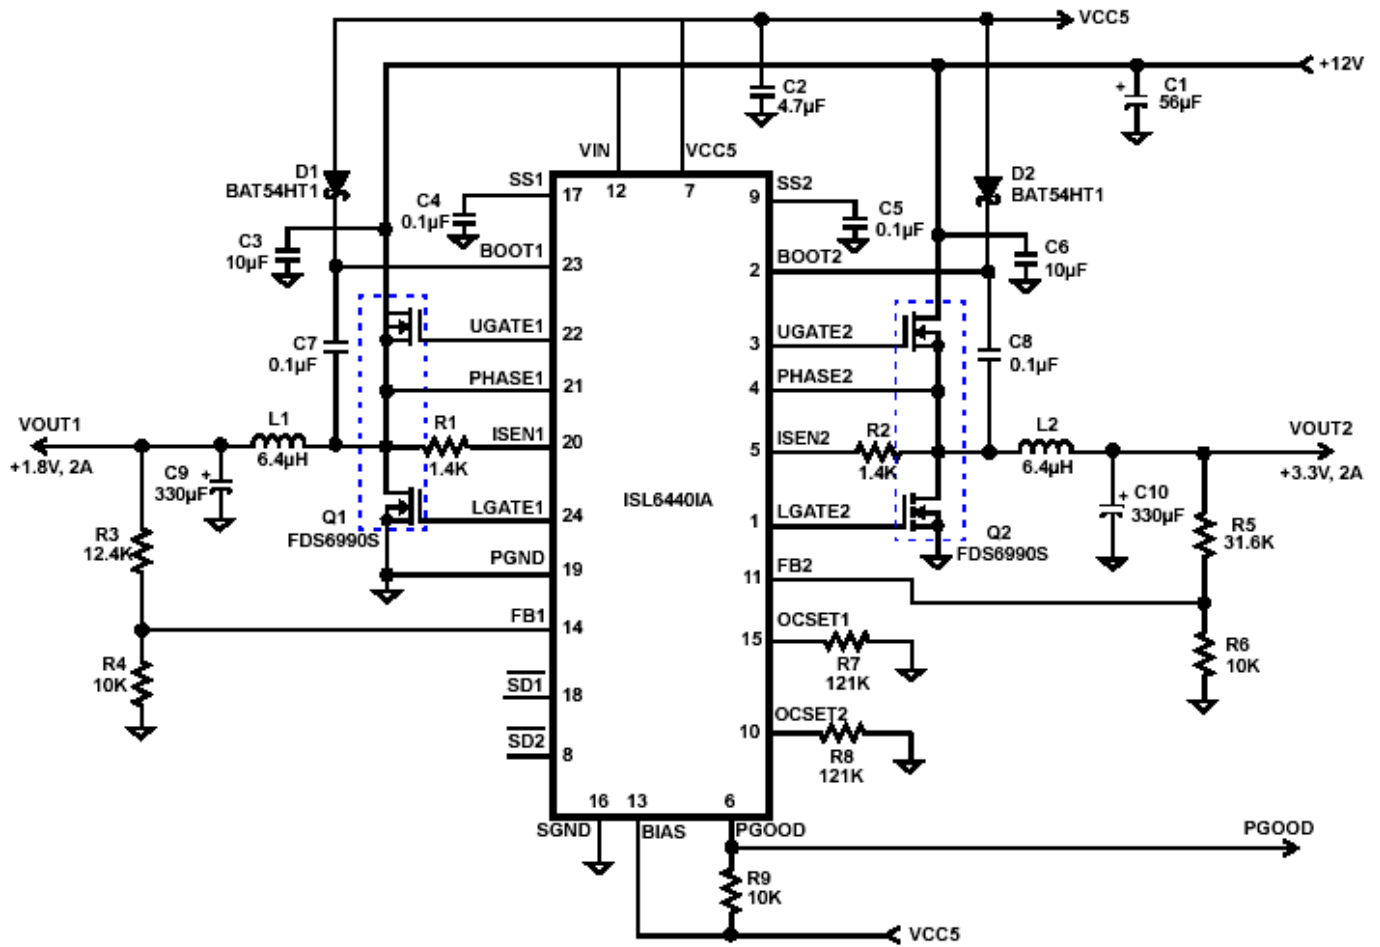 VCC5
+12V
C2
4.7µF
+
C1
56µF
VIN
VCC5
D1
BAT54HT1
SS1
17
12
7
9
SS2
D2
BAT54HT1
C4
0.1µF
C5
0.1µF
C3
10µF
BOOT1
23
2
BOOT2
C6
10µF
UGATE1
22
3
UGATE2
C7
0.1µF
C8
0.1µF
PHASE1
21
4
PHASE2
VOUT1
+1.8V, 2A
L1
6.4µH
R1
1.4K
ISEN1
20
5
ISEN2
R2
1.4K
L2
6.4µH
VOUT2
+3.3V, 2A
C9
+
330µF
ISL6440IA
C10
+
330µF
Q1
FDS6990S
LGATE1
24
1
LGATE2
Q2
FDS6990S
R3
12.4K
R5
31.6K
PGND
19
11
FB2
FB1
14
15
OCSET1
R7
121K
R4
10K
R6
10K
SD1
18
10
OCSET2
R8
121K
SD2
8
16
13
6
SGND
BIAS
PGOOD
PGOOD
R9
10K
VCC5